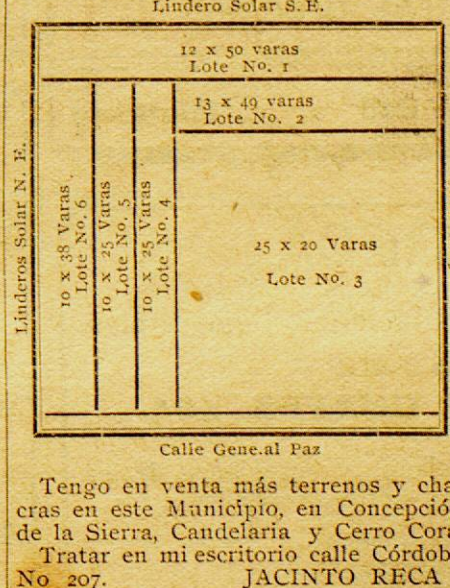 Lindero Solar S. E.
12 x 50 varas
Lote No. 1
13 x 49 varas
Lote No. 2
Linderos Solar N. E.
10 x 38 Varas
Lote No. 6
10 x 25 Varas
Lote No. 5
10 x 25 Varas
Lote No. 4
25 x 20 Varas
Lote No. 3
Calle Gene.al Paz
Tengo en venta más terrenos y cha
cras en este Municipio, en Concepció
de la Sierra, Candelaria y Cerro Cora
Tratar en mi escritorio calle Córdob
No 207. JACINTO RECA